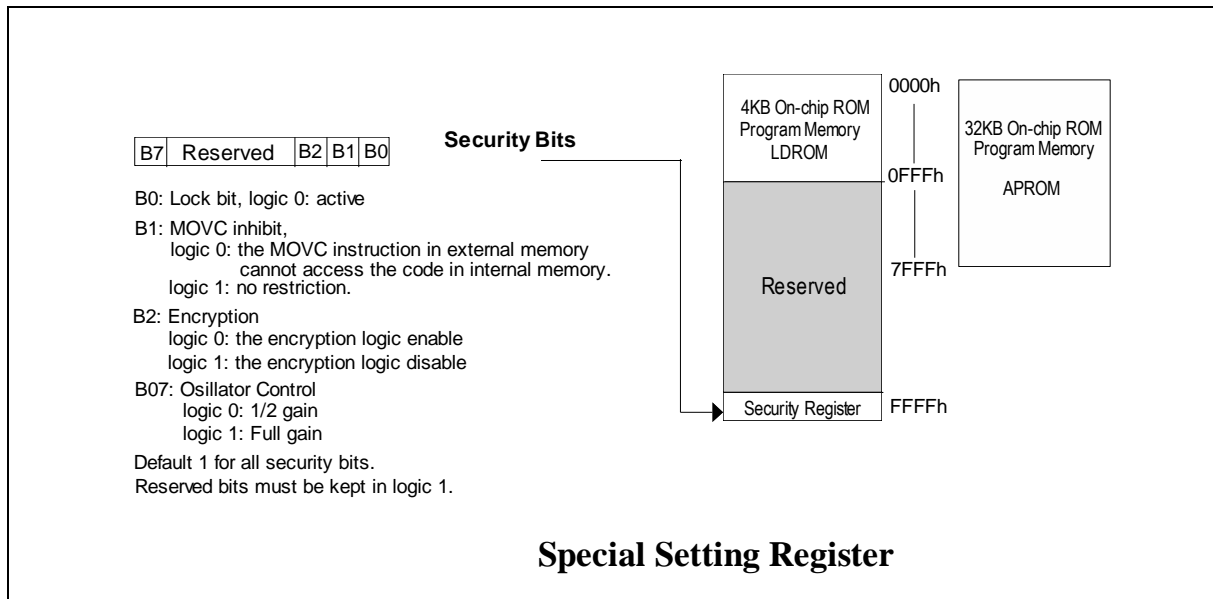 B7 Reserved B2 B1 B0
Security Bits
B0: Lock bit, logic 0: active
B1: MOVC inhibit,
logic 0: the MOVC instruction in external memory
cannot access the code in internal memory.
logic 1: no restriction.
B2: Encryption
logic 0: the encryption logic enable
logic 1: the encryption logic disable
B07: Osillator Control
logic 0: 1/2 gain
logic 1: Full gain
Default 1 for all security bits.
Reserved bits must be kept in logic 1.
4KB On-chip ROM
Program Memory
LDROM
Reserved
Security Register
0000h
0FFFh
7FFFh
FFFFh
32KB On-chip ROM
Program Memory
APROM
Special Setting Register